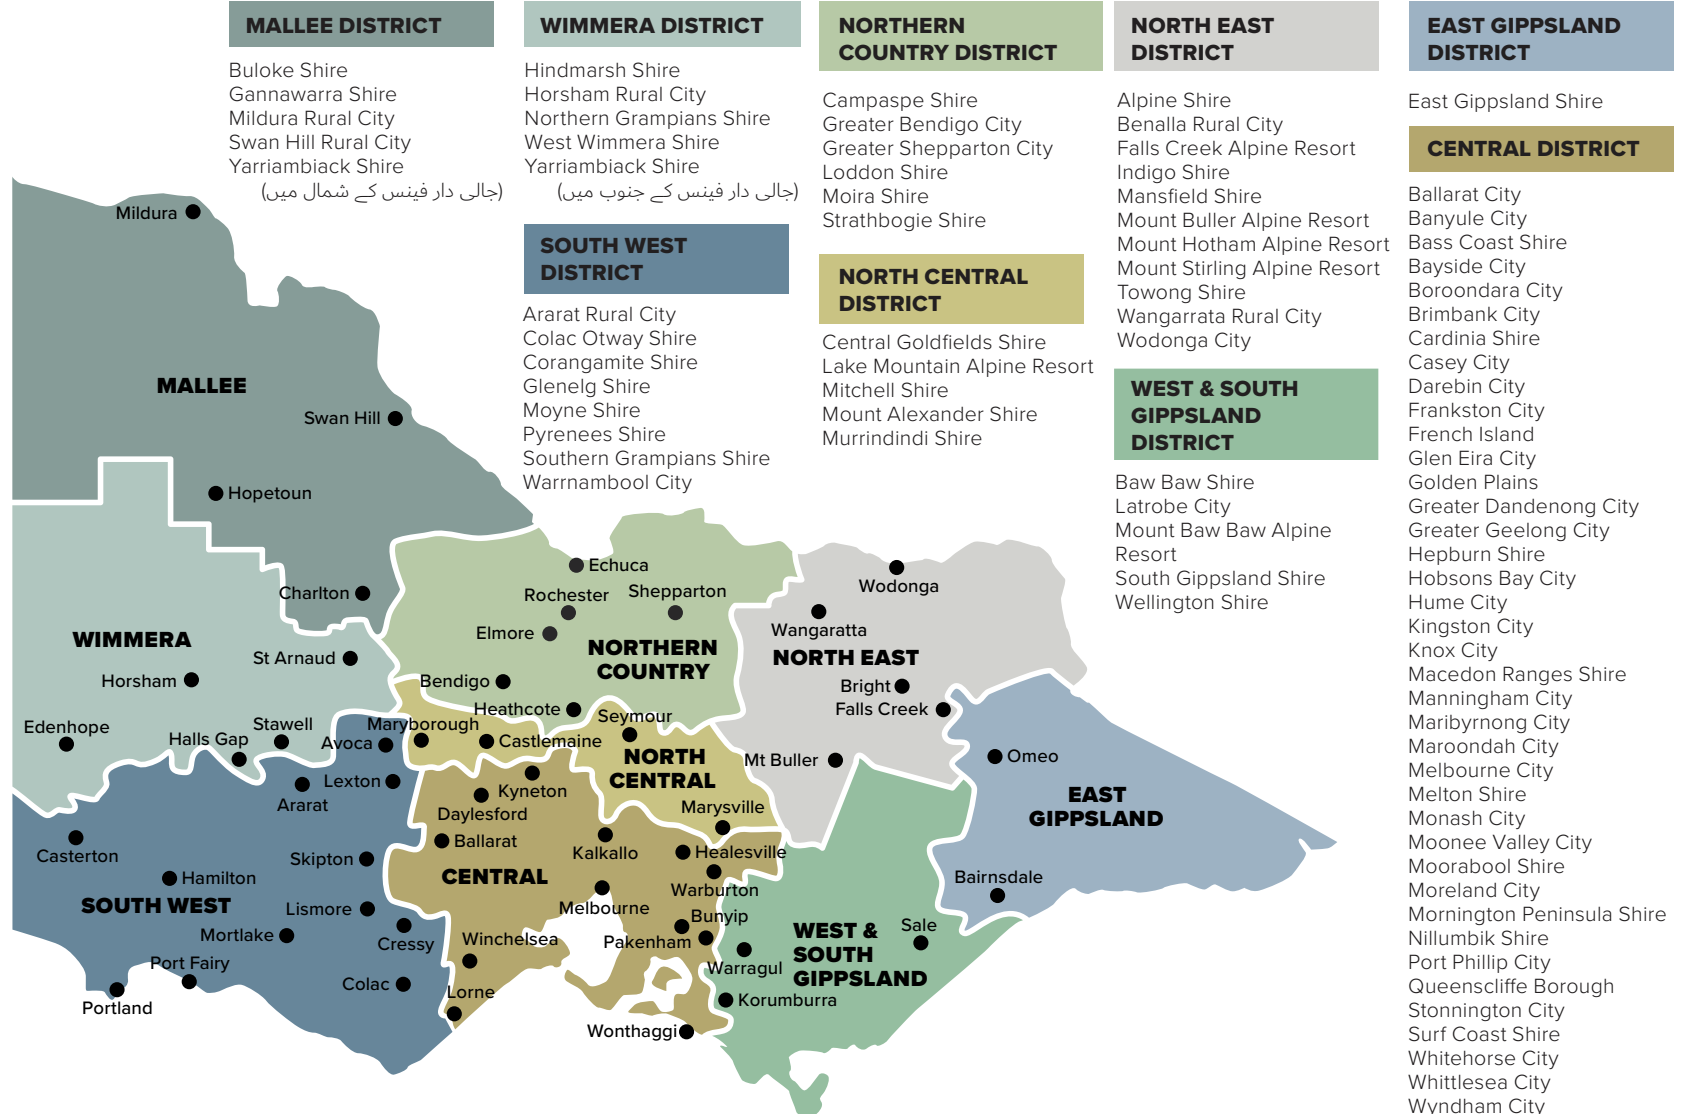 MALLEE DISTRICT
Buloke Shire
Gannawarra Shire
Mildura Rural City
Swan Hill Rural City
Yarriambiack Shire
(جالی دار فینس کے شمال میں)
WIMMERA DISTRICT
Hindmarsh Shire
Horsham Rural City
Northern Grampians Shire
West Wimmera Shire
Yarriambiack Shire
(جالی دار فینس کے جنوب میں)
SOUTH WEST
DISTRICT
Ararat Rural City
Colac Otway Shire
Corangamite Shire
Glenelg Shire
Moyne Shire
Pyrenees Shire
Southern Grampians Shire
Warrnambool City
NORTHERN
COUNTRY DISTRICT
Campaspe Shire
Greater Bendigo City
Greater Shepparton City
Loddon Shire
Moira Shire
Strathbogie Shire
NORTH CENTRAL
DISTRICT
Central Goldfields Shire
Lake Mountain Alpine Resort
Mitchell Shire
Mount Alexander Shire
Murrindindi Shire
NORTH EAST
DISTRICT
Alpine Shire
Benalla Rural City
Falls Creek Alpine Resort
Indigo Shire
Mansfield Shire
Mount Buller Alpine Resort
Mount Hotham Alpine Resort
Mount Stirling Alpine Resort
Towong Shire
Wangarrata Rural City
Wodonga City
WEST & SOUTH
GIPPSLAND
DISTRICT
Baw Baw Shire
Latrobe City
Mount Baw Baw Alpine
Resort
South Gippsland Shire
Wellington Shire
EAST GIPPSLAND
DISTRICT
East Gippsland Shire
CENTRAL DISTRICT
Ballarat City
Banyule City
Bass Coast Shire
Bayside City
Boroondara City
Brimbank City
Cardinia Shire
Casey City
Darebin City
Frankston City
French Island
Glen Eira City
Golden Plains
Greater Dandenong City
Greater Geelong City
Hepburn Shire
Hobsons Bay City
Hume City
Kingston City
Knox City
Macedon Ranges Shire
Manningham City
Maribyrnong City
Maroondah City
Melbourne City
Melton Shire
Monash City
Moonee Valley City
Moorabool Shire
Moreland City
Mornington Peninsula Shire
Nillumbik Shire
Port Phillip City
Queenscliffe Borough
Stonnington City
Surf Coast Shire
Whitehorse City
Whittlesea City
Wyndham City
Mildura
MALLEE
Swan Hill
Hopetoun
Charlton
WIMMERA
St Arnaud
Horsham
Edenhope
Stawell
Halls Gap
Echuca
Rochester
Shepparton
Elmore
NORTHERN
COUNTRY
Bendigo
Heathcote
Wodonga
Wangaratta
NORTH EAST
Bright
Falls Creek
Mt Buller
Seymour
Maryborough
Castlemaine
NORTH
CENTRAL
Marysville
Omeo
EAST
GIPPSLAND
Bairnsdale
Avoca
Lexton
Ararat
Casterton
Skipton
Hamilton
SOUTH WEST
Lismore
Mortlake
Cressy
Port Fairy
Colac
Portland
Kyneton
Daylesford
Ballarat
Kalkallo
Healesville
CENTRAL
Warburton
Melbourne
Bunyip
Pakenham
Winchelsea
Lorne
Wonthaggi
WEST &
SOUTH
GIPPSLAND
Sale
Warragul
Korumburra